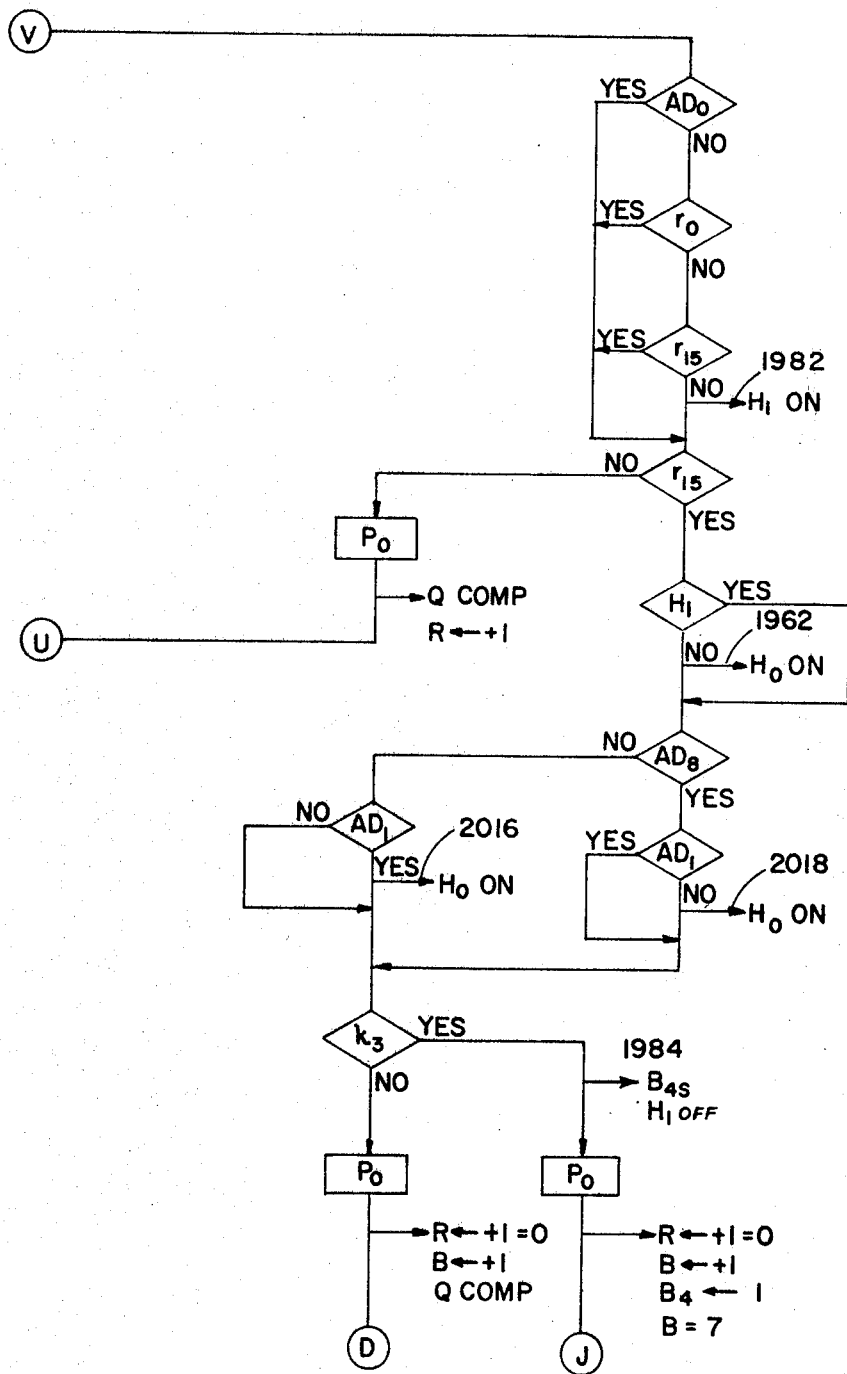 V
YES AD0
NO
YES r0
NO
YES r15
1982
NO H1 ON
NO r15
YES
P0
Q COMP
R ← +1
U
H1 YES
1962
NO H0 ON
NO AD8
YES
NO AD1
2016
YES H0 ON
YES AD1
2018
NO H0 ON
k3 YES
NO
1984
B4S
H1 OFF
P0
P0
R ← +1 = 0
B ← +1
Q COMP
R ← +1 = 0
B ← +1
B4 ← 1
B = 7
D
J